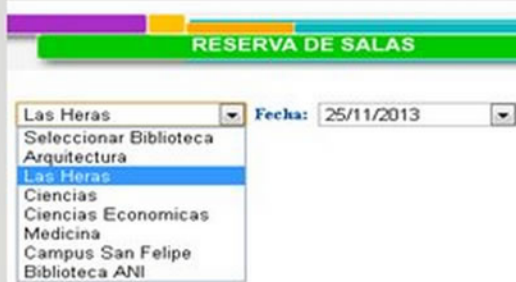 RESERVA DE SALAS
Las Heras Fecha: 25/11/2013
Seleccionar Biblioteca
Arquitectura
Las Heras
Ciencias
Ciencias Economicas
Medicina
Campus San Felipe
Biblioteca ANI